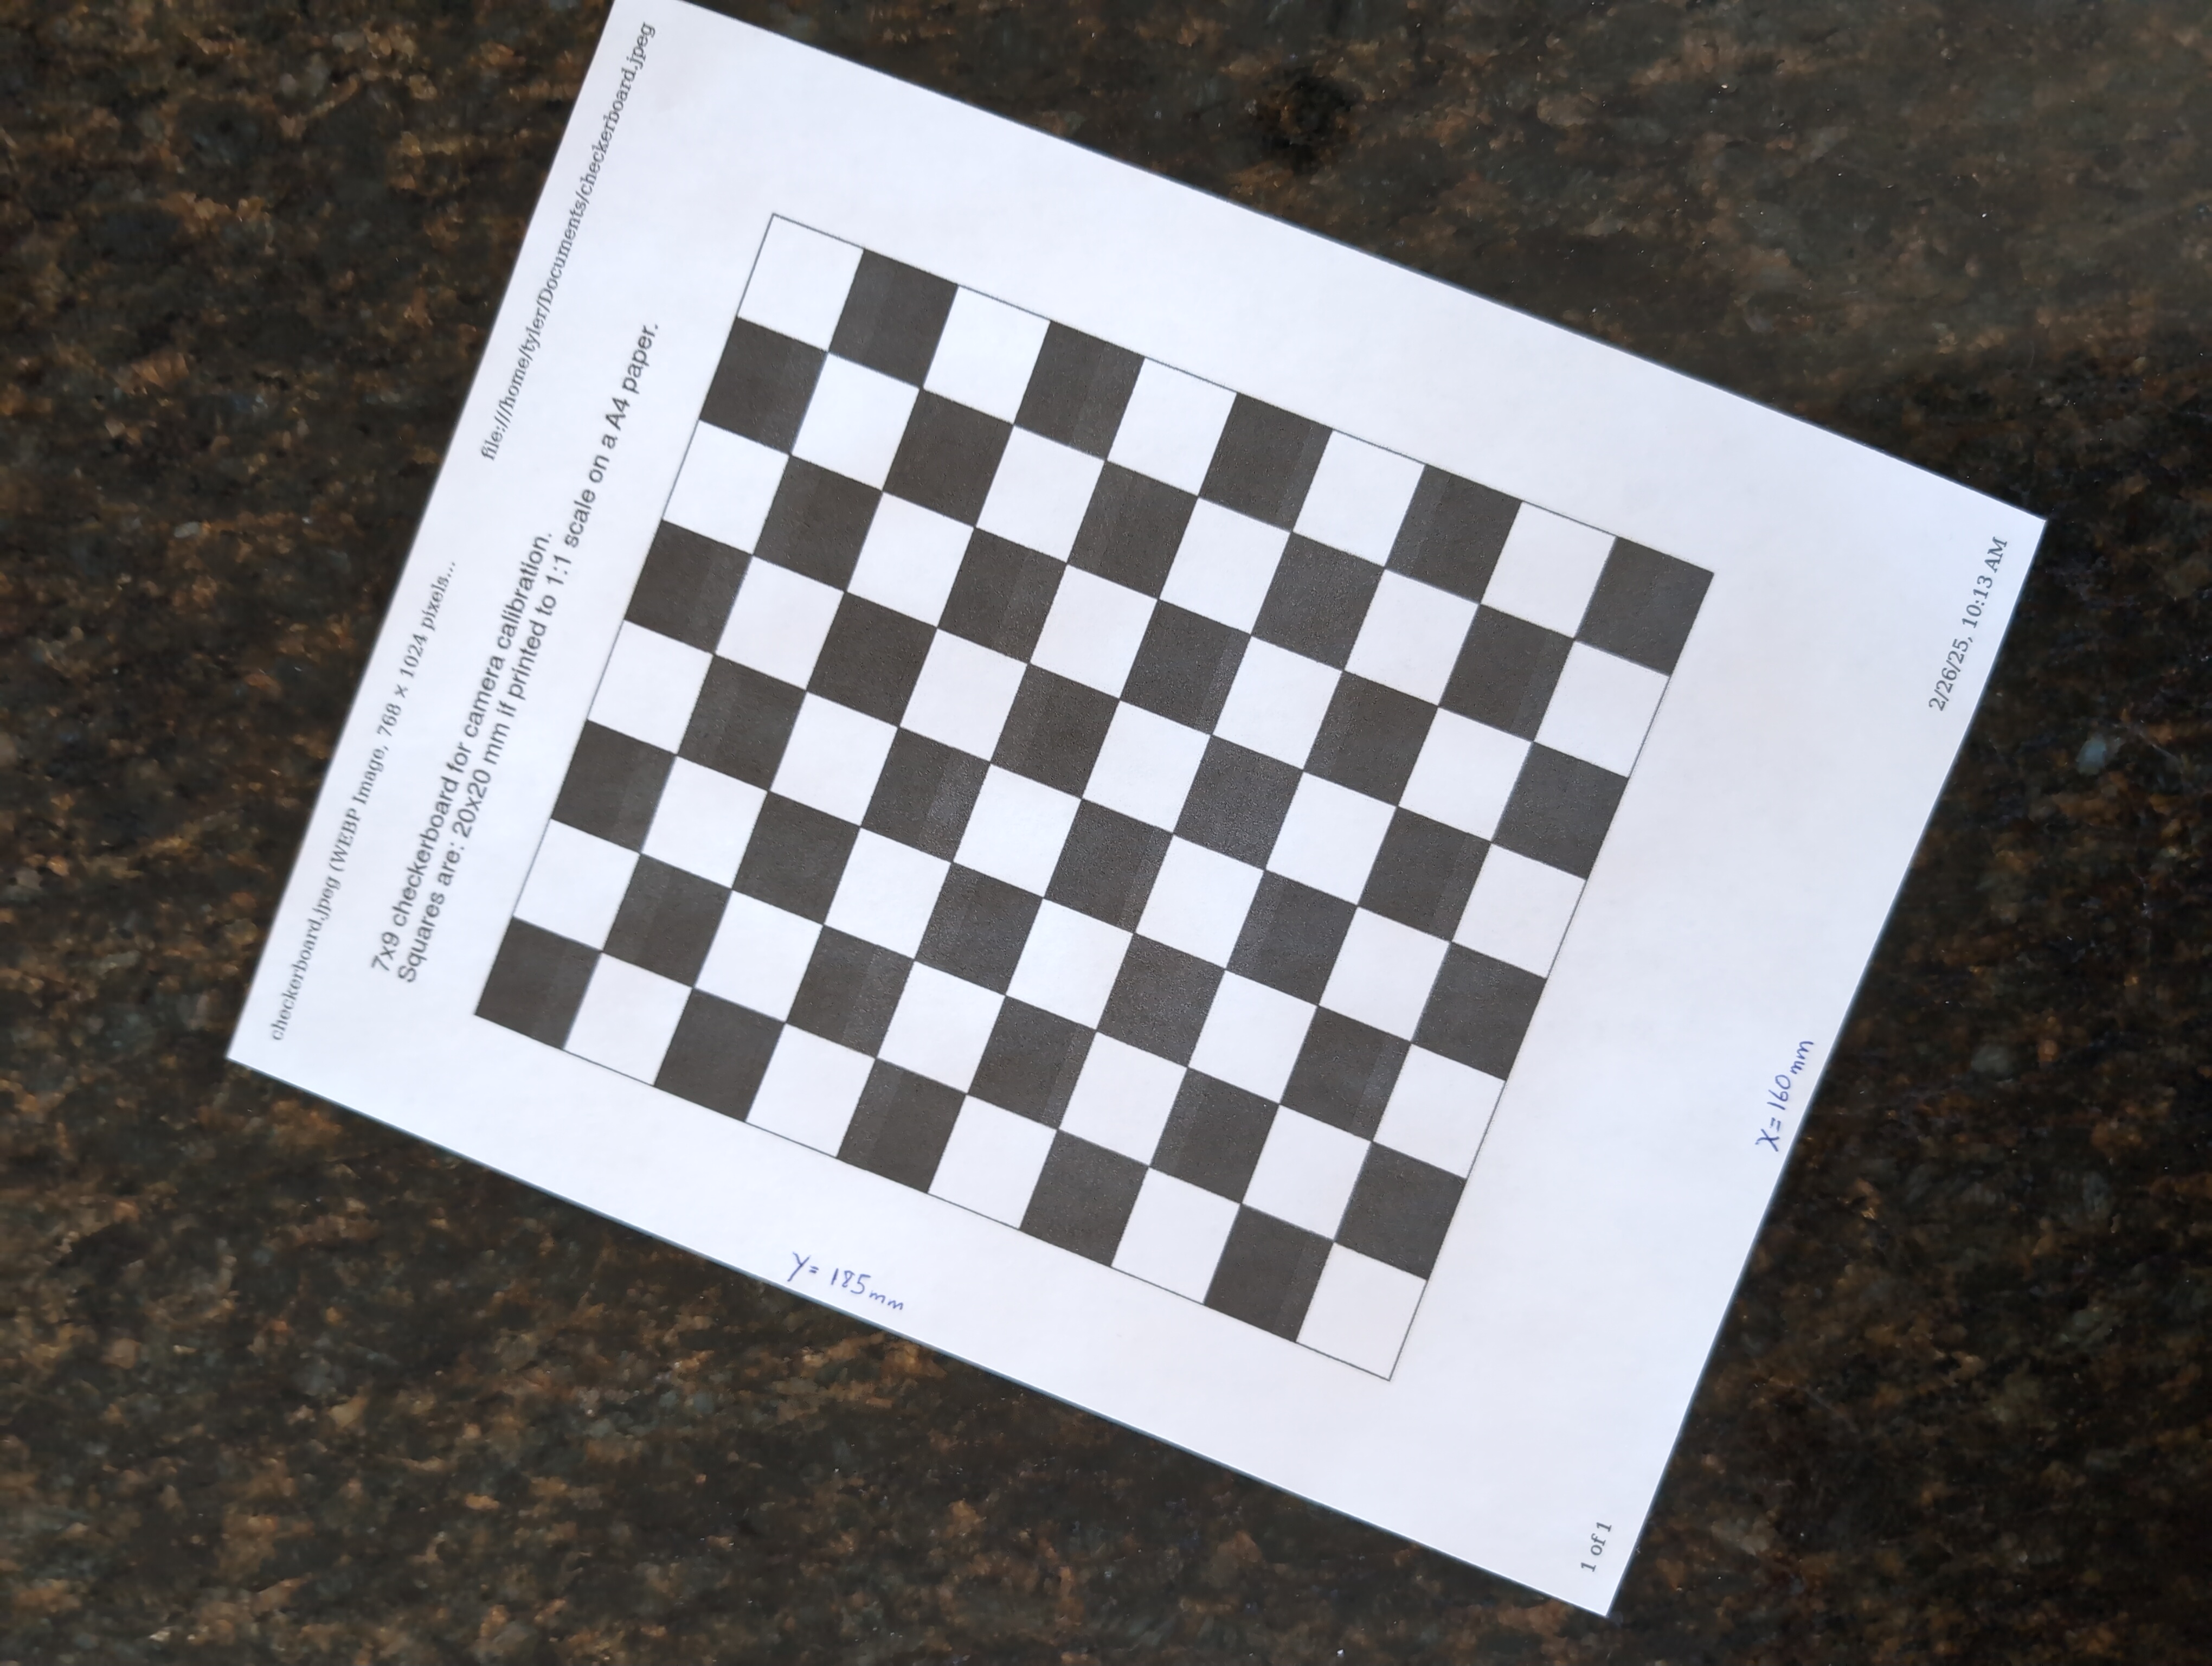 checkerboard.jpeg (WEBP Image, 768 × 1024 pixels...
file:///home/tyler/Documents/checkerboard.jpeg
7x9 checkerboard for camera calibration.
Squares are: 20x20 mm if printed to 1:1 scale on a A4 paper.
Y = 185mm
X = 160mm
1 of 1
2/26/25, 10:13 AM